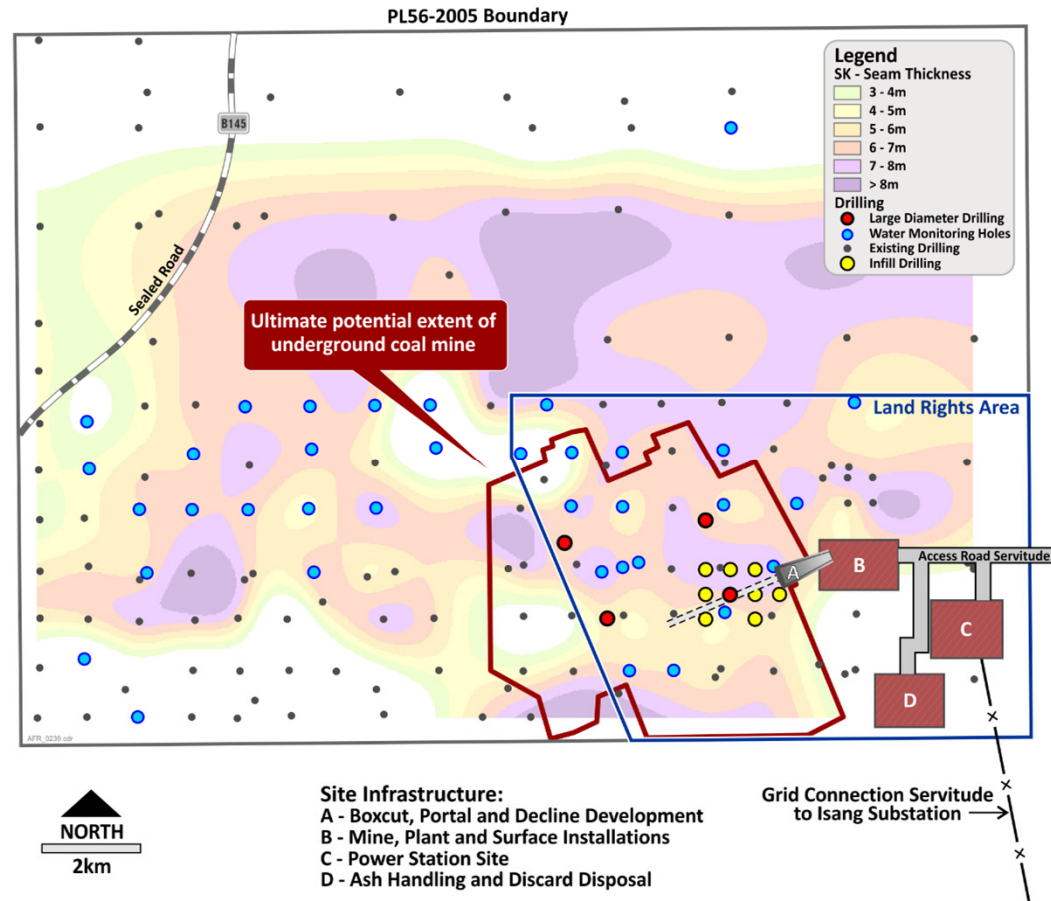 PL56-2005 Boundary
B145
Sealed Road
Legend
SK - Seam Thickness
3 - 4m
4 - 5m
5 - 6m
6 - 7m
7 - 8m
> 8m
Drilling
Large Diameter Drilling
Water Monitoring Holes
Existing Drilling
Infill Drilling
Ultimate potential extent of
underground coal mine
Land Rights Area
A
B
Access Road Servitude
C
D
AFR_0236.cdr
NORTH
2km
Site Infrastructure:
A - Boxcut, Portal and Decline Development
B - Mine, Plant and Surface Installations
C - Power Station Site
D - Ash Handling and Discard Disposal
Grid Connection Servitude
to Isang Substation